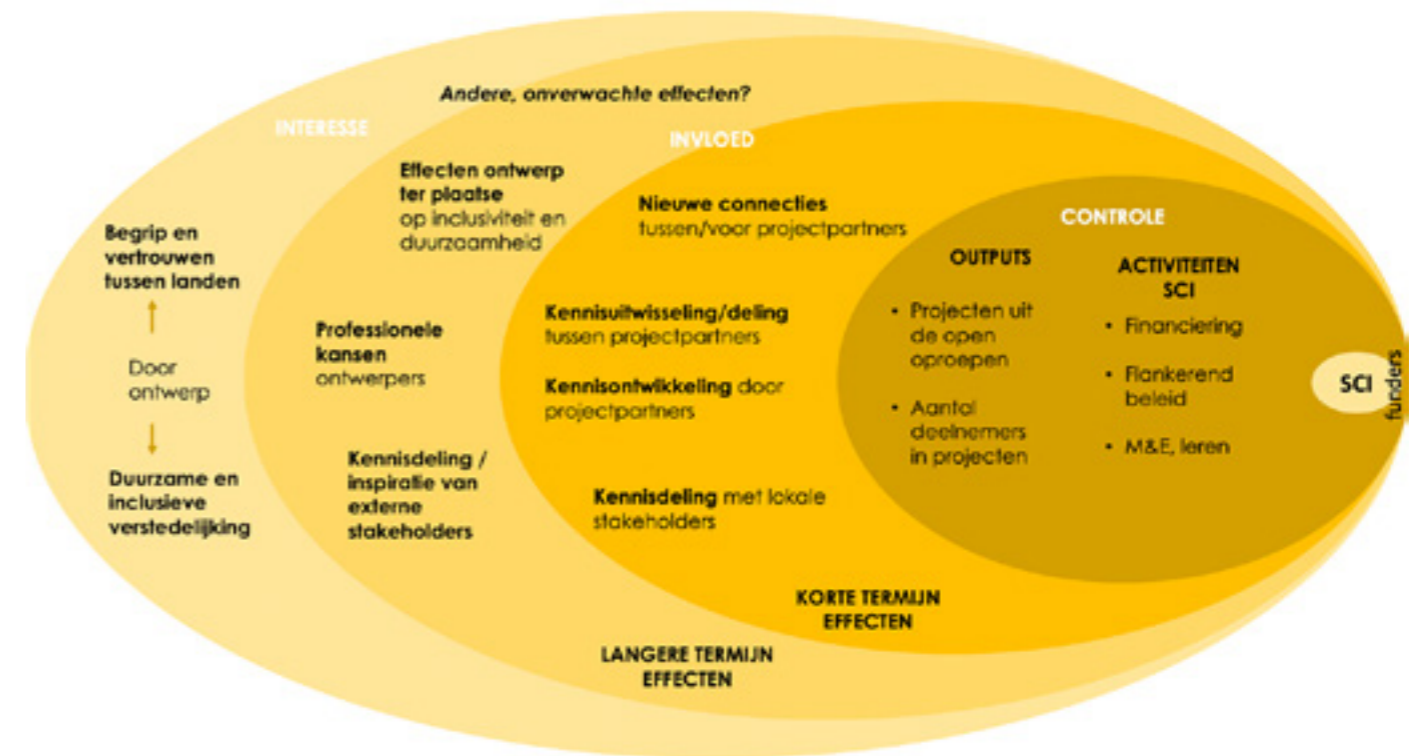 Andere, onverwachte effecten?
INTERESSE
INVLOED
CONTROLE
Begrip en
vertrouwen
tussen landen
Door
ontwerp
Duurzame en
inclusieve
verstedelijking
Effecten ontwerp
ter plaatse
op inclusiviteit en
duurzaamheid
Professionele
kansen
ontwerpers
Kennisdeling /
inspiratie van
externe
stakeholders
Nieuwe connecties
tussen/voor projectpartners
Kennisuitwisseling/deling
tussen projectpartners
Kennisontwikkeling door
projectpartners
Kennisdeling met lokale
stakeholders
OUTPUTS
• Projecten uit
de open
oproepen
• Aantal
deelnemers
in projecten
ACTIVITEITEN
SCI
• Financiering
• Flankerend
beleid
• M&E, leren
SCI
funders
KORTE TERMIJN
EFFECTEN
LANGERE TERMIJN
EFFECTEN